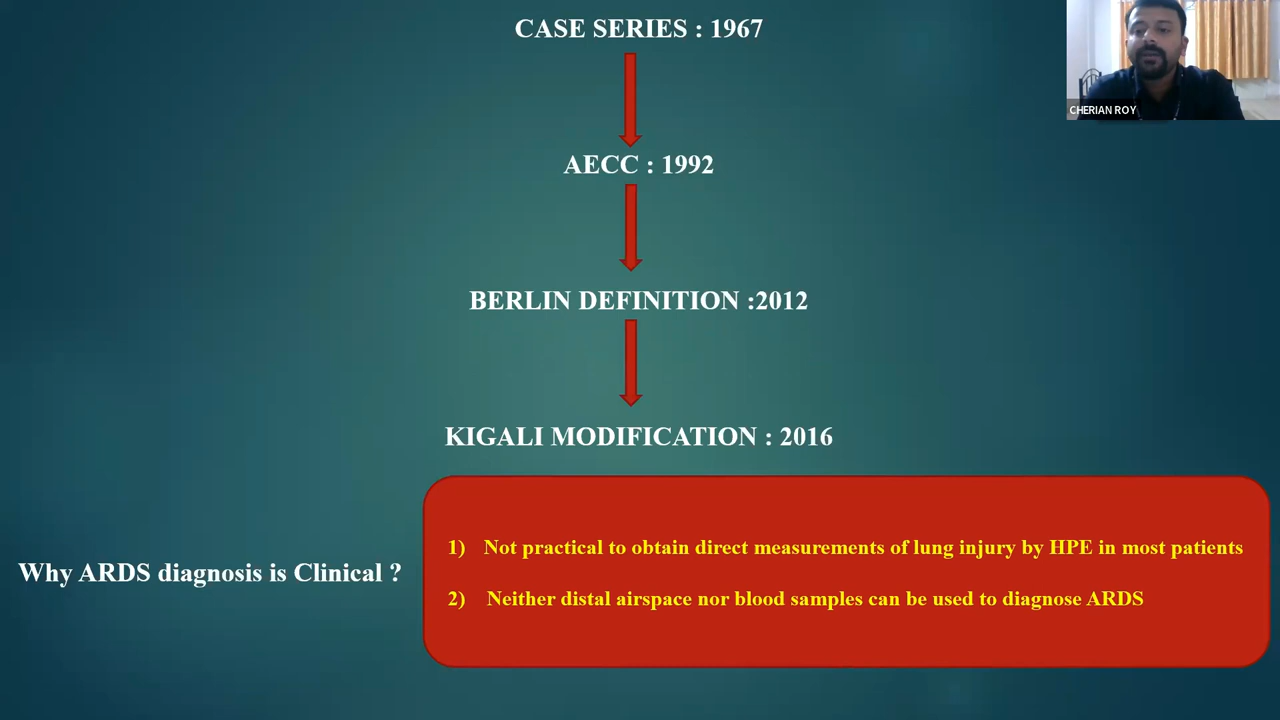 CASE SERIES : 1967
CHERIAN ROY
AECC : 1992
BERLIN DEFINITION :2012
KIGALI MODIFICATION : 2016
Why ARDS diagnosis is Clinical ?
1) Not practical to obtain direct measurements of lung injury by HPE in most patients
2) Neither distal airspace nor blood samples can be used to diagnose ARDS